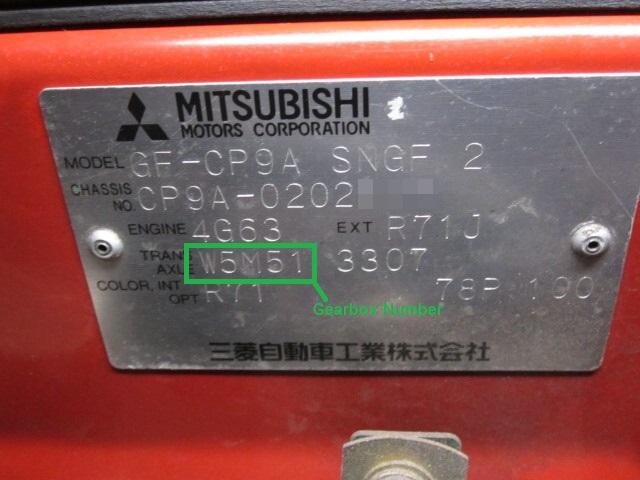 MITSUBISHI
MOTORS CORPORATION
MODEL GF-CP9A SNGF 2
CHASSIS NO. CP9A-0202
ENGINE 4G63 EXT R71J
TRANS AXLE W5M51 3307
COLOR, INT OPT R71 78P 100
Gearbox Number
三菱自動車工業株式会社